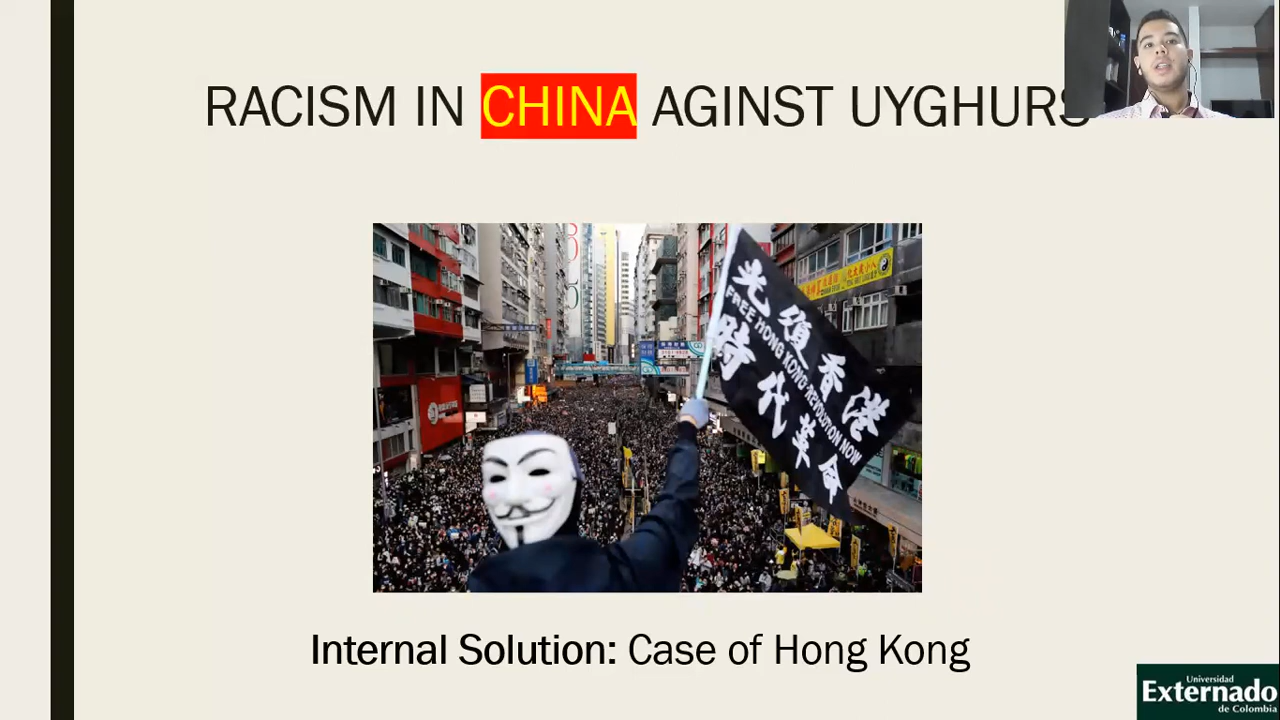 RACISM IN CHINA AGINST UYGHURS
光頒香港
FREE HONG KONG REVOLUTION NOW
時代革命
Internal Solution: Case of Hong Kong
Universidad
Externado
de Colombia